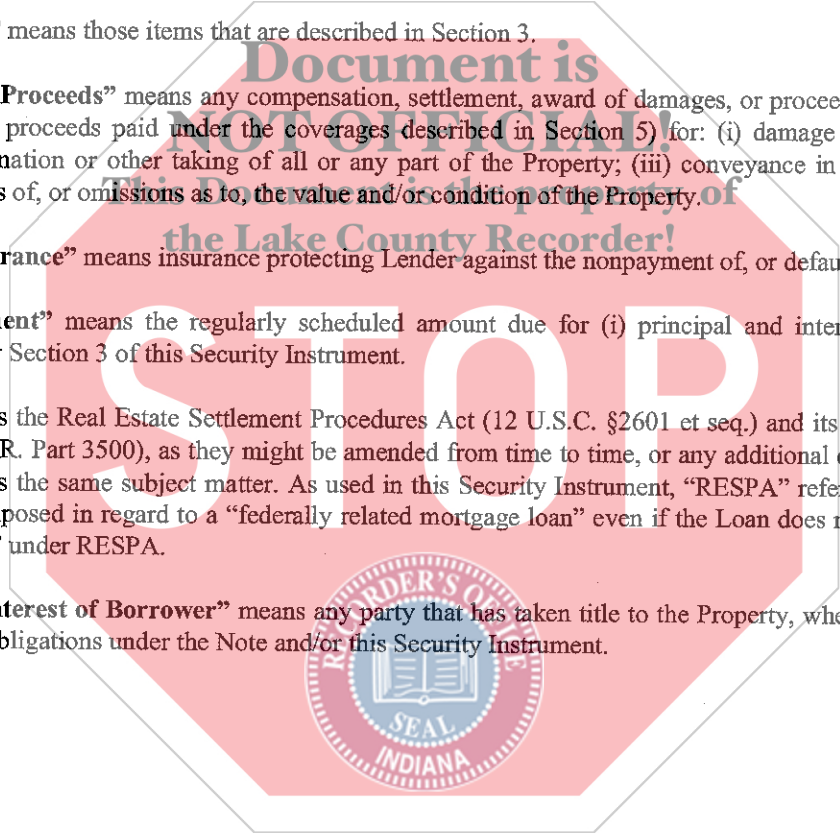 ” means those items that are described in Section 3.
Document is
Proceeds” means any compensation, settlement, award of damages, or proceed
NOT OFFICIAL!
proceeds paid under the coverages described in Section 5) for: (i) damage
nation or other taking of all or any part of the Property; (iii) conveyance in
s of, or omissions as to, the value and/or condition of the Property.
This Document is the property of
the Lake County Recorder!
rance” means insurance protecting Lender against the nonpayment of, or defau
ent” means the regularly scheduled amount due for (i) principal and inter
Section 3 of this Security Instrument.
STOP
s the Real Estate Settlement Procedures Act (12 U.S.C. §2601 et seq.) and its
R. Part 3500), as they might be amended from time to time, or any additional
s the same subject matter. As used in this Security Instrument, “RESPA” refe
posed in regard to a “federally related mortgage loan” even if the Loan does
” under RESPA.
nterest of Borrower” means any party that has taken title to the Property, whe
bligations under the Note and/or this Security Instrument.
RECORDER'S OFFICE
SEAL
INDIANA